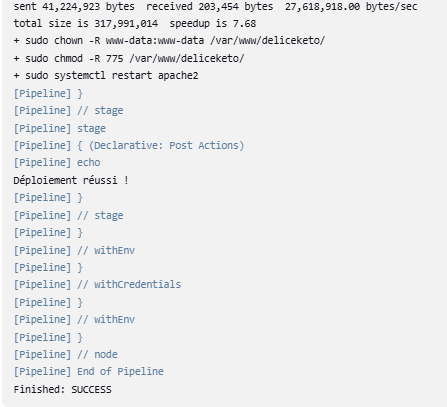 sent 41,224,923 bytes  received 203,454 bytes  27,618,918.00 bytes/sec
total size is 317,991,014  speedup is 7.68
+ sudo chown -R www-data:www-data /var/www/deliceketo/
+ sudo chmod -R 775 /var/www/deliceketo/
+ sudo systemctl restart apache2
[Pipeline] }
[Pipeline] // stage
[Pipeline] stage
[Pipeline] { (Declarative: Post Actions)
[Pipeline] echo
Déploiement réussi !
[Pipeline] }
[Pipeline] // stage
[Pipeline] }
[Pipeline] // withEnv
[Pipeline] }
[Pipeline] // withCredentials
[Pipeline] }
[Pipeline] // withEnv
[Pipeline] }
[Pipeline] // node
[Pipeline] End of Pipeline
Finished: SUCCESS